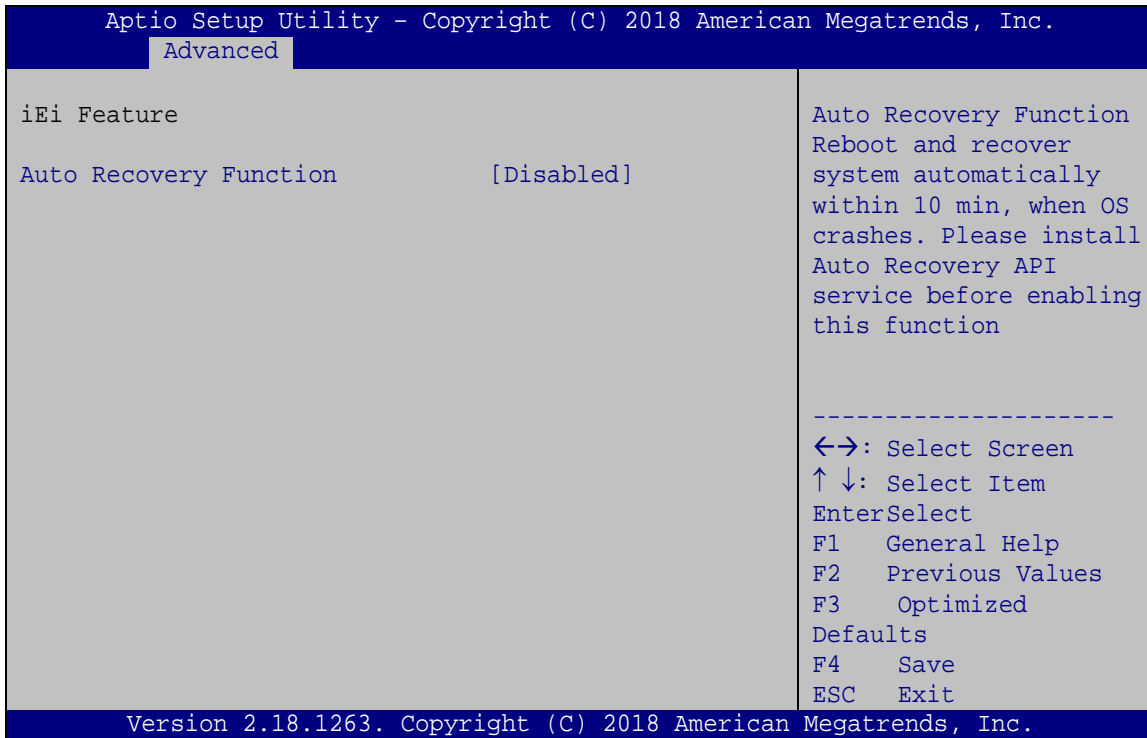 Aptio Setup Utility – Copyright (C) 2018 American Megatrends, Inc.
Advanced
iEi Feature
Auto Recovery Function [Disabled]
Auto Recovery Function
Reboot and recover
system automatically
within 10 min, when OS
crashes. Please install
Auto Recovery API
service before enabling
this function
---------------------
←→: Select Screen
↑ ↓: Select Item
EnterSelect
F1 General Help
F2 Previous Values
F3 Optimized
Defaults
F4 Save
ESC Exit
Version 2.18.1263. Copyright (C) 2018 American Megatrends, Inc.